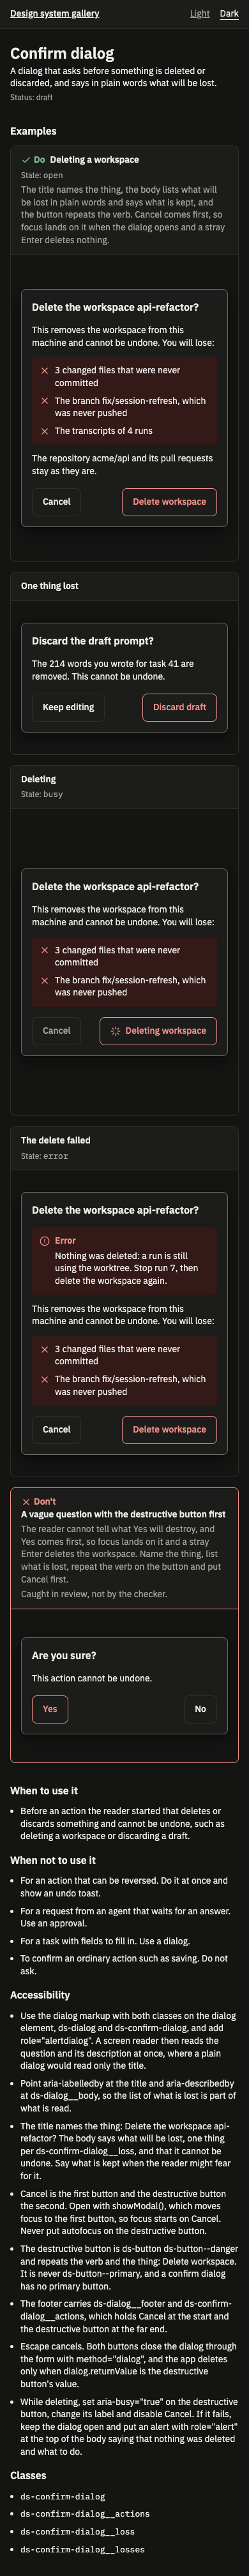 Design system gallery
Light
Dark
Confirm dialog
A dialog that asks before something is deleted or
discarded, and says in plain words what will be lost.
Status: draft
Examples
Do Deleting a workspace
State: open
The title names the thing, the body lists what will
be lost in plain words and says what is kept, and
the button repeats the verb. Cancel comes first, so
focus lands on it when the dialog opens and a stray
Enter deletes nothing.
Delete the workspace api-refactor?
This removes the workspace from this
machine and cannot be undone. You will lose:
3 changed files that were never
committed
The branch fix/session-refresh, which
was never pushed
The transcripts of 4 runs
The repository acme/api and its pull requests
stay as they are.
Cancel
Delete workspace
One thing lost
Discard the draft prompt?
The 214 words you wrote for task 41 are
removed. This cannot be undone.
Keep editing
Discard draft
Deleting
State: busy
Delete the workspace api-refactor?
This removes the workspace from this
machine and cannot be undone. You will lose:
3 changed files that were never
committed
The branch fix/session-refresh, which
was never pushed
Cancel
Deleting workspace
The delete failed
State: error
Delete the workspace api-refactor?
Error
Nothing was deleted: a run is still
using the worktree. Stop run 7, then
delete the workspace again.
This removes the workspace from this
machine and cannot be undone. You will lose:
3 changed files that were never
committed
The branch fix/session-refresh, which
was never pushed
Cancel
Delete workspace
Don't
A vague question with the destructive button first
The reader cannot tell what Yes will destroy, and
Yes comes first, so focus lands on it and a stray
Enter deletes the workspace. Name the thing, list
what is lost, repeat the verb on the button and put
Cancel first.
Caught in review, not by the checker.
Are you sure?
This action cannot be undone.
Yes
No
When to use it
• Before an action the reader started that deletes or
discards something and cannot be undone, such as
deleting a workspace or discarding a draft.
When not to use it
• For an action that can be reversed. Do it at once and
show an undo toast.
• For a request from an agent that waits for an answer.
Use an approval.
• For a task with fields to fill in. Use a dialog.
• To confirm an ordinary action such as saving. Do not
ask.
Accessibility
• Use the dialog markup with both classes on the dialog
element, ds-dialog and ds-confirm-dialog, and add
role="alertdialog". A screen reader then reads the
question and its description at once, where a plain
dialog would read only the title.
• Point aria-labelledby at the title and aria-describedby
at ds-dialog__body, so the list of what is lost is part of
what is read.
• The title names the thing: Delete the workspace api-
refactor? The body says what will be lost, one thing
per ds-confirm-dialog__loss, and that it cannot be
undone. Say what is kept when the reader might fear
for it.
• Cancel is the first button and the destructive button
the second. Open with showModal(), which moves
focus to the first button, so focus starts on Cancel.
Never put autofocus on the destructive button.
• The destructive button is ds-button ds-button--danger
and repeats the verb and the thing: Delete workspace.
It is never ds-button--primary, and a confirm dialog
has no primary button.
• The footer carries ds-dialog__footer and ds-confirm-
dialog__actions, which holds Cancel at the start and
the destructive button at the far end.
• Escape cancels. Both buttons close the dialog through
the form with method="dialog", and the app deletes
only when dialog.returnValue is the destructive
button's value.
• While deleting, set aria-busy="true" on the destructive
button, change its label and disable Cancel. If it fails,
keep the dialog open and put an alert with role="alert"
at the top of the body saying that nothing was deleted
and what to do.
Classes
• ds-confirm-dialog
• ds-confirm-dialog__actions
• ds-confirm-dialog__loss
• ds-confirm-dialog__losses